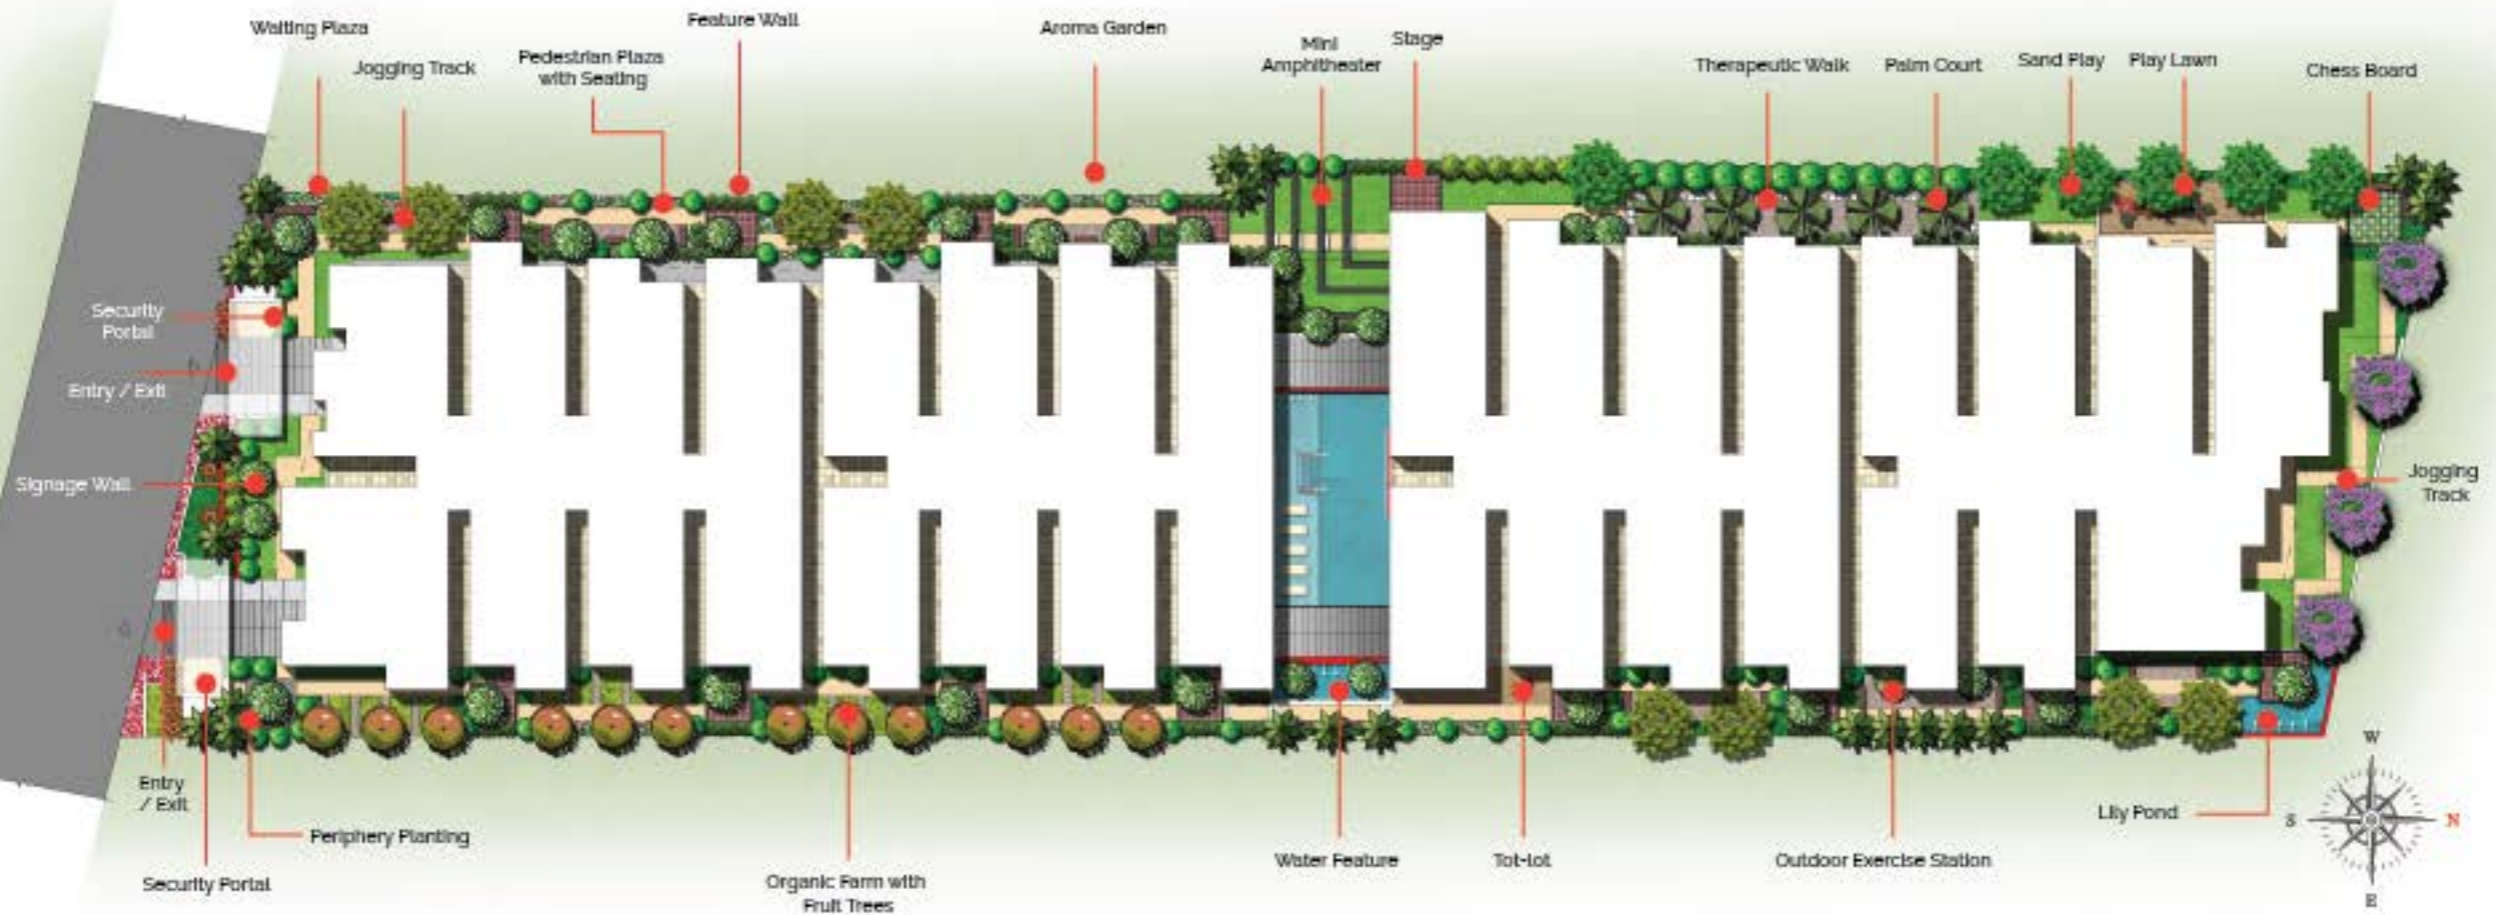 Waiting Plaza
Jogging Track
Pedestrian Plaza
with Seating
Feature Wall
Aroma Garden
Mini
Amphitheater
Stage
Therapeutic Walk
Palm Court
Sand Play
Play Lawn
Chess Board
Security
Portal
Entry / Exit
Signage Wall
Jogging
Track
Entry
/ Exit
Periphery Planting
Security Portal
Organic Farm with
Fruit Trees
Water Feature
Tot-lot
Outdoor Exercise Station
Lily Pond
W
S
N
E